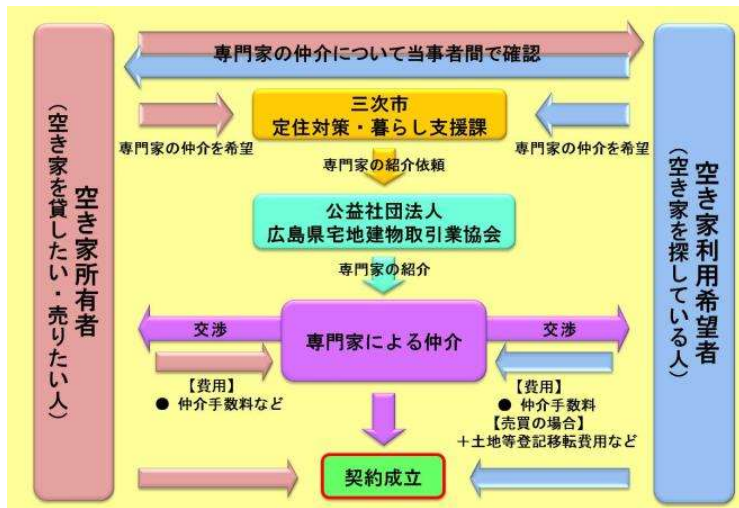 専門家の仲介について当事者間で確認
空き家所有者
(空き家を貸したい・売りたい人)
空き家利用希望者
(空き家を探している人)
三次市
定住対策・暮らし支援課
専門家の仲介を希望
専門家の仲介を希望
専門家の紹介依頼
公益社団法人
広島県宅地建物取引業協会
専門家の紹介
交渉
専門家による仲介
交渉
【費用】
● 仲介手数料など
【費用】
● 仲介手数料
【売買の場合】
＋土地等登記移転費用など
契約成立